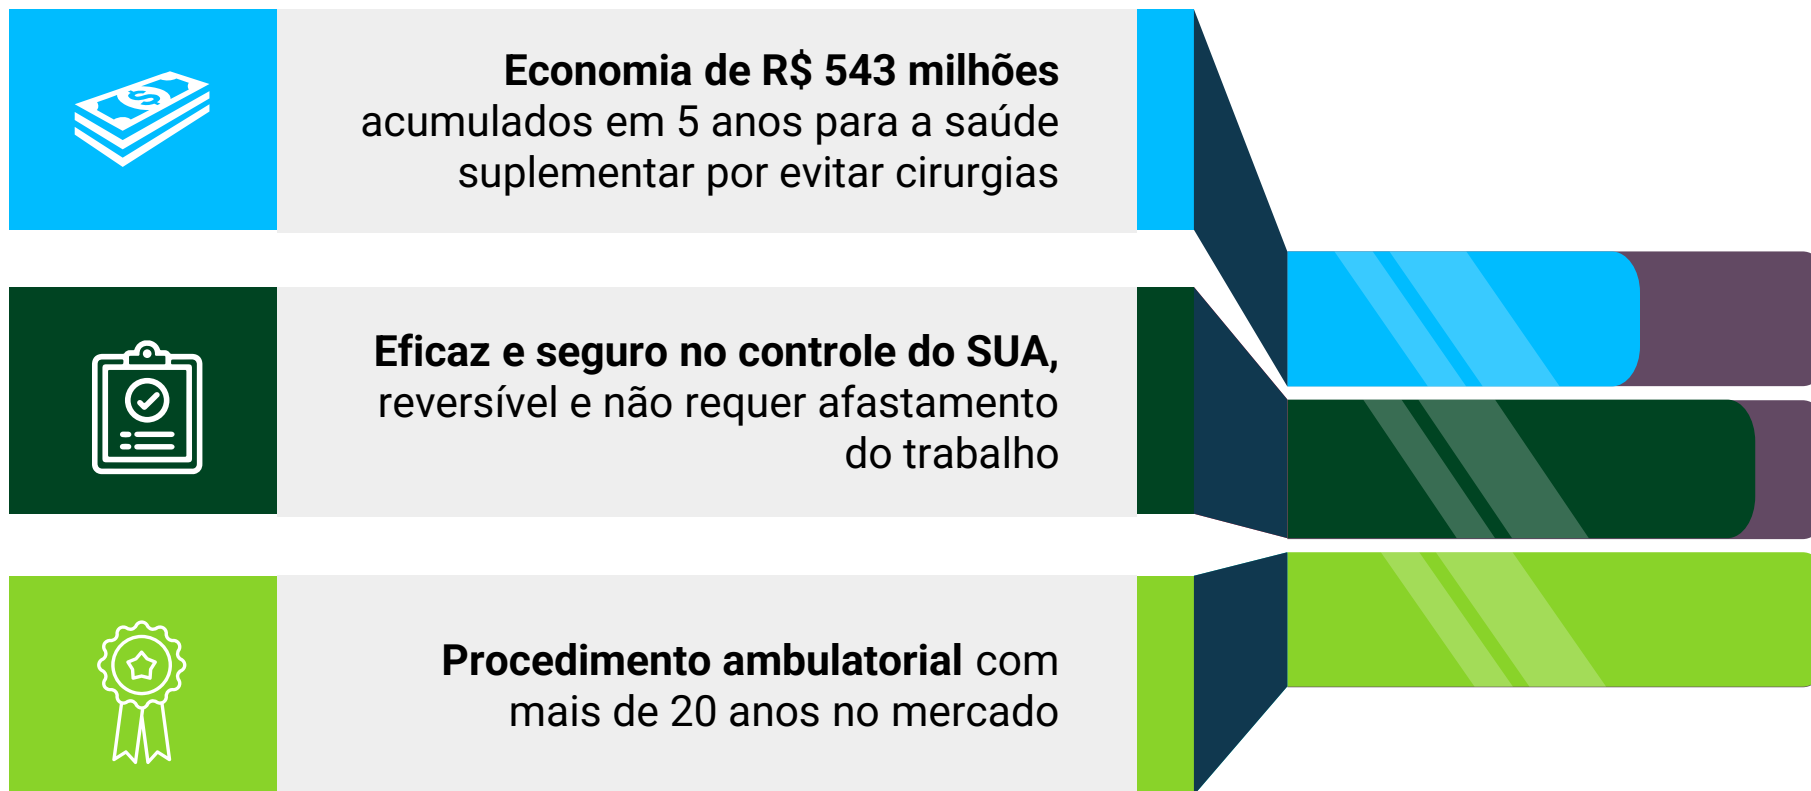 Economia de R$ 543 milhões
acumulados em 5 anos para a saúde
suplementar por evitar cirurgias
Eficaz e seguro no controle do SUA,
reversível e não requer afastamento
do trabalho
Procedimento ambulatorial com
mais de 20 anos no mercado